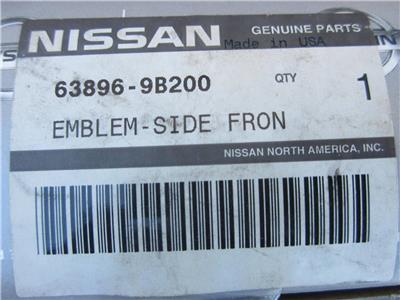 NISSAN GENUINE PARTS
Made in USA
63896-9B200 QTY 1
EMBLEM-SIDE FRON
NISSAN NORTH AMERICA, INC.